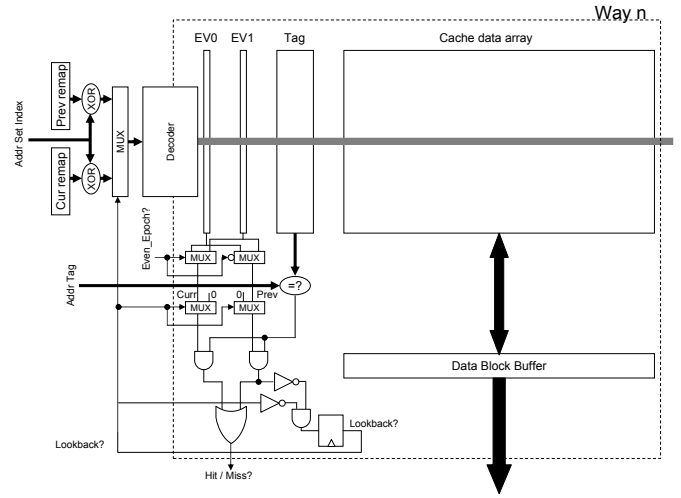 Way n
EV0 EV1 Tag Cache data array
Prev remap
XOR
Addr Set Index
MUX
Decoder
Cur remap
XOR
Even_Epoch?
MUX MUX
Addr Tag
=?
Curr 0 0 Prev
MUX MUX
Data Block Buffer
Lookback?
Lookback?
Hit / Miss?